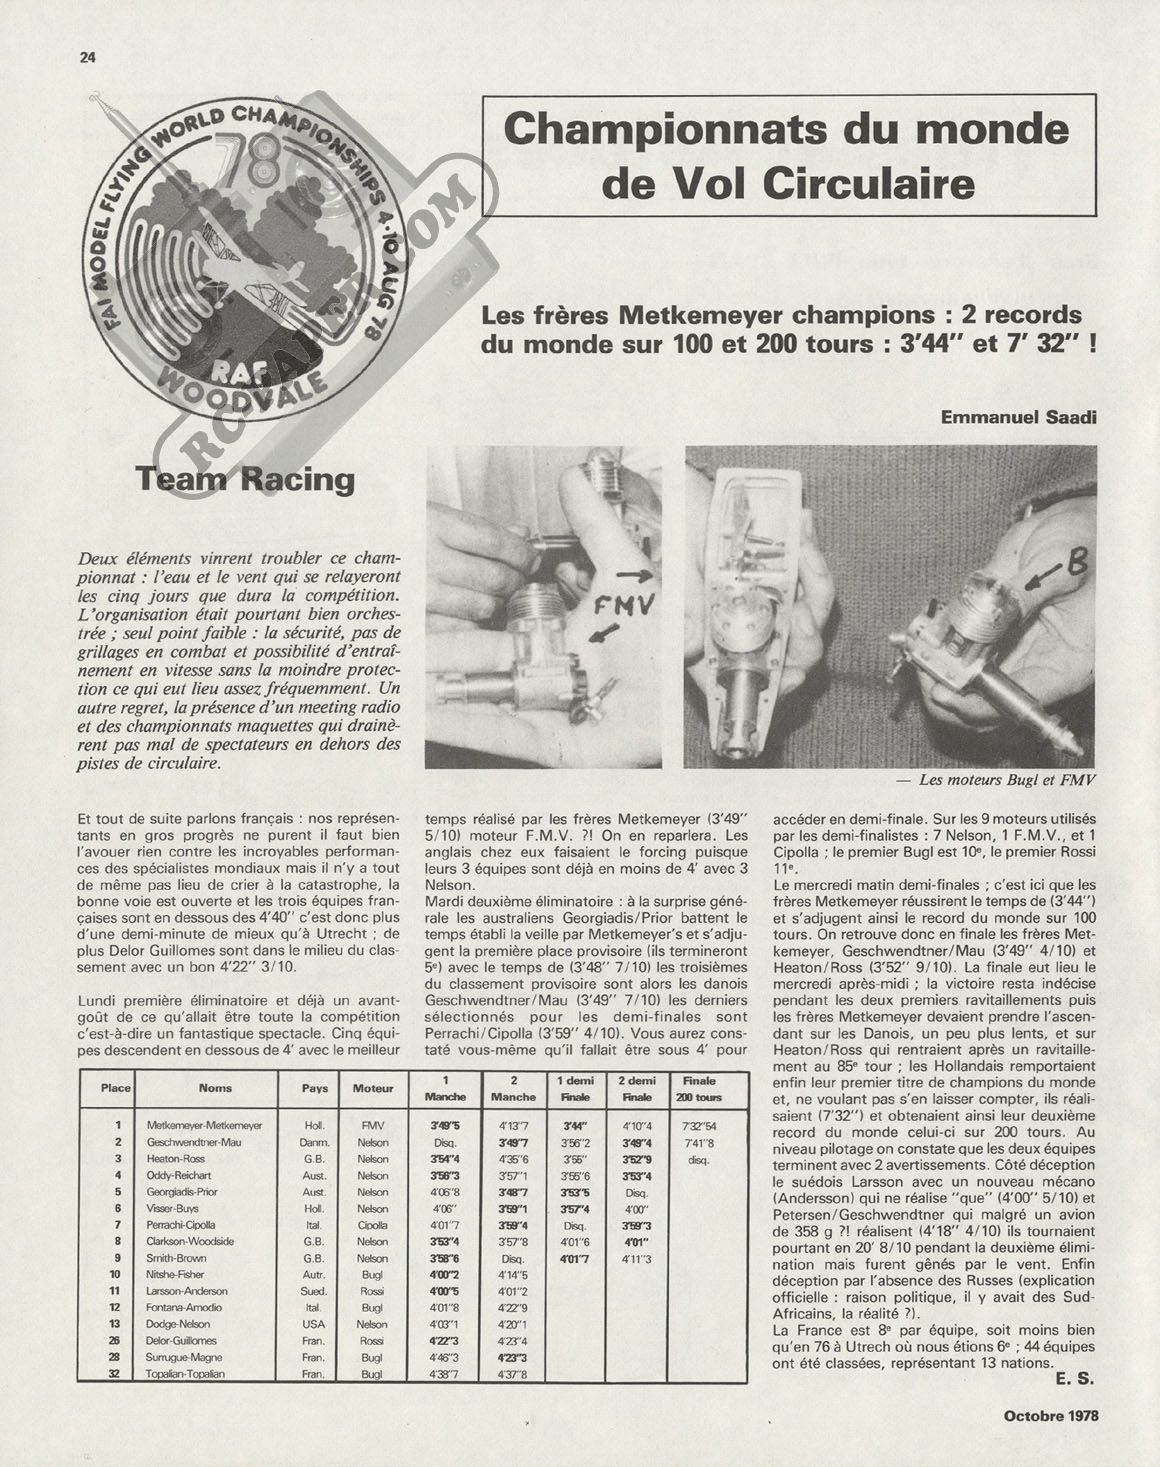 24
FAI MODEL FLYING WORLD CHAMPIONSHIPS 4-10 AUG 78
78
RAF
WOODVALE
Championnats du monde
de Vol Circulaire
Les frères Metkemeyer champions : 2 records
du monde sur 100 et 200 tours : 3'44'' et 7' 32'' !
Emmanuel Saadi
Team Racing
Deux éléments vinrent troubler ce cham-
pionnat : l'eau et le vent qui se relayeront
les cinq jours que dura la compétition.
L'organisation était pourtant bien orches-
trée ; seul point faible : la sécurité, pas de
grillages en combat et possibilité d'entraî-
nement en vitesse sans la moindre protec-
tion ce qui eut lieu assez fréquemment. Un
autre regret, la présence d'un meeting radio
et des championnats maquettes qui drainè-
rent pas mal de spectateurs en dehors des
pistes de circulaire.
FMV
B
— Les moteurs Bugl et FMV
Et tout de suite parlons français : nos représen-
tants en gros progrès ne purent il faut bien
l'avouer rien contre les incroyables performan-
ces des spécialistes mondiaux mais il n'y a tout
de même pas lieu de crier à la catastrophe, la
bonne voie est ouverte et les trois équipes fran-
çaises sont en dessous des 4'40'' c'est donc plus
d'une demi-minute de mieux qu'à Utrecht ; de
plus Delor Guillomes sont dans le milieu du clas-
sement avec un bon 4'22'' 3/10.
Lundi première éliminatoire et déjà un avant-
goût de ce qu'allait être toute la compétition
c'est-à-dire un fantastique spectacle. Cinq équi-
pes descendent en dessous de 4' avec le meilleur
temps réalisé par les frères Metkemeyer (3'49''
5/10) moteur F.M.V. ?! On en reparlera. Les
anglais chez eux faisaient le forcing puisque
leurs 3 équipes sont déjà en moins de 4' avec 3
Nelson.
Mardi deuxième éliminatoire : à la surprise géné-
rale les australiens Georgiadis/Prior battent le
temps établi la veille par Metkemeyer's et s'adju-
gent la première place provisoire (ils termineront
5e) avec le temps de (3'48'' 7/10) les troisièmes
du classement provisoire sont alors les danois
Geschwendtner/Mau (3'49'' 7/10) les derniers
sélectionnés pour les demi-finales sont
Perrachi/Cipolla (3'59'' 4/10). Vous aurez cons-
taté vous-même qu'il fallait être sous 4' pour
accéder en demi-finale. Sur les 9 moteurs utilisés
par les demi-finalistes : 7 Nelson, 1 F.M.V., et 1
Cipolla ; le premier Bugl est 10e, le premier Rossi
11e.
Le mercredi matin demi-finales ; c'est ici que les
frères Metkemeyer réussirent le temps de (3'44'')
et s'adjugent ainsi le record du monde sur 100
tours. On retrouve donc en finale les frères Met-
kemeyer, Geschwendtner/Mau (3'49'' 4/10) et
Heaton/Ross (3'52'' 9/10). La finale eut lieu le
mercredi après-midi ; la victoire resta indécise
pendant les deux premiers ravitaillements puis
les frères Metkemeyer devaient prendre l'ascen-
dant sur les Danois, un peu plus lents, et sur
Heaton/Ross qui rentraient après un ravitaille-
ment au 85e tour ; les Hollandais remportaient
enfin leur premier titre de champions du monde
et, ne voulant pas s'en laisser compter, ils réali-
saient (7'32'') et obtenaient ainsi leur deuxième
record du monde celui-ci sur 200 tours. Au
niveau pilotage on constate que les deux équipes
terminent avec 2 avertissements. Côté déception
le suédois Larsson avec un nouveau mécano
(Andersson) qui ne réalise "que" (4'00'' 5/10) et
Petersen/Geschwendtner qui malgré un avion
de 358 g ?! réalisent (4'18'' 4/10) ils tournaient
pourtant en 20' 8/10 pendant la deuxième élimi-
nation mais furent gênés par le vent. Enfin
déception par l'absence des Russes (explication
officielle : raison politique, il y avait des Sud-
Africains, la réalité ?).
La France est 8e par équipe, soit moins bien
qu'en 76 à Utrech où nous étions 6e ; 44 équipes
ont été classées, représentant 13 nations.
E. S.
Place Noms Pays Moteur 1 Manche 2 Manche 1 demi Finale 2 demi Finale Finale 200 tours
1 Metkemeyer-Metkemeyer Holl. FMV 3'49''5 4'13''7 3'44'' 4'10''4 7'32''54
2 Geschwendtner-Mau Danm. Nelson Disq. 3'49''7 3'56''2 3'49''4 7'41''8
3 Heaton-Ross G.B. Nelson 3'54''4 4'35''6 3'55'' 3'52''9 disq.
4 Oddy-Reichart Aust. Nelson 3'56''3 3'57''1 3'55''6 3'53''4
5 Georgiadis-Prior Aust. Nelson 4'06''8 3'48''7 3'53''5 Disq.
6 Visser-Buys Holl. Nelson 4'06'' 3'59''1 3'57''4 4'00''
7 Perrachi-Cipolla Ital. Cipolla 4'01''7 3'59''4 Disq. 3'59''3
8 Clarkson-Woodside G.B. Nelson 3'53''4 3'57''8 4'01''6 4'01''
9 Smith-Brown G.B. Nelson 3'58''6 Disq. 4'01''7 4'11''3
10 Nitshe-Fisher Autr. Bugl 4'00''2 4'14''5
11 Larsson-Anderson Sued. Rossi 4'00''5 4'01''2
12 Fontana-Amodio Ital. Bugl 4'01''8 4'22''9
13 Dodge-Nelson USA Nelson 4'03''1 4'20''1
26 Delor-Guillomes Fran. Rossi 4'22''3 4'23''4
28 Surrugue-Magne Fran. Bugl 4'46''3 4'23''3
32 Topalian-Topalian Fran. Bugl 4'38''7 4'37''8
Octobre 1978